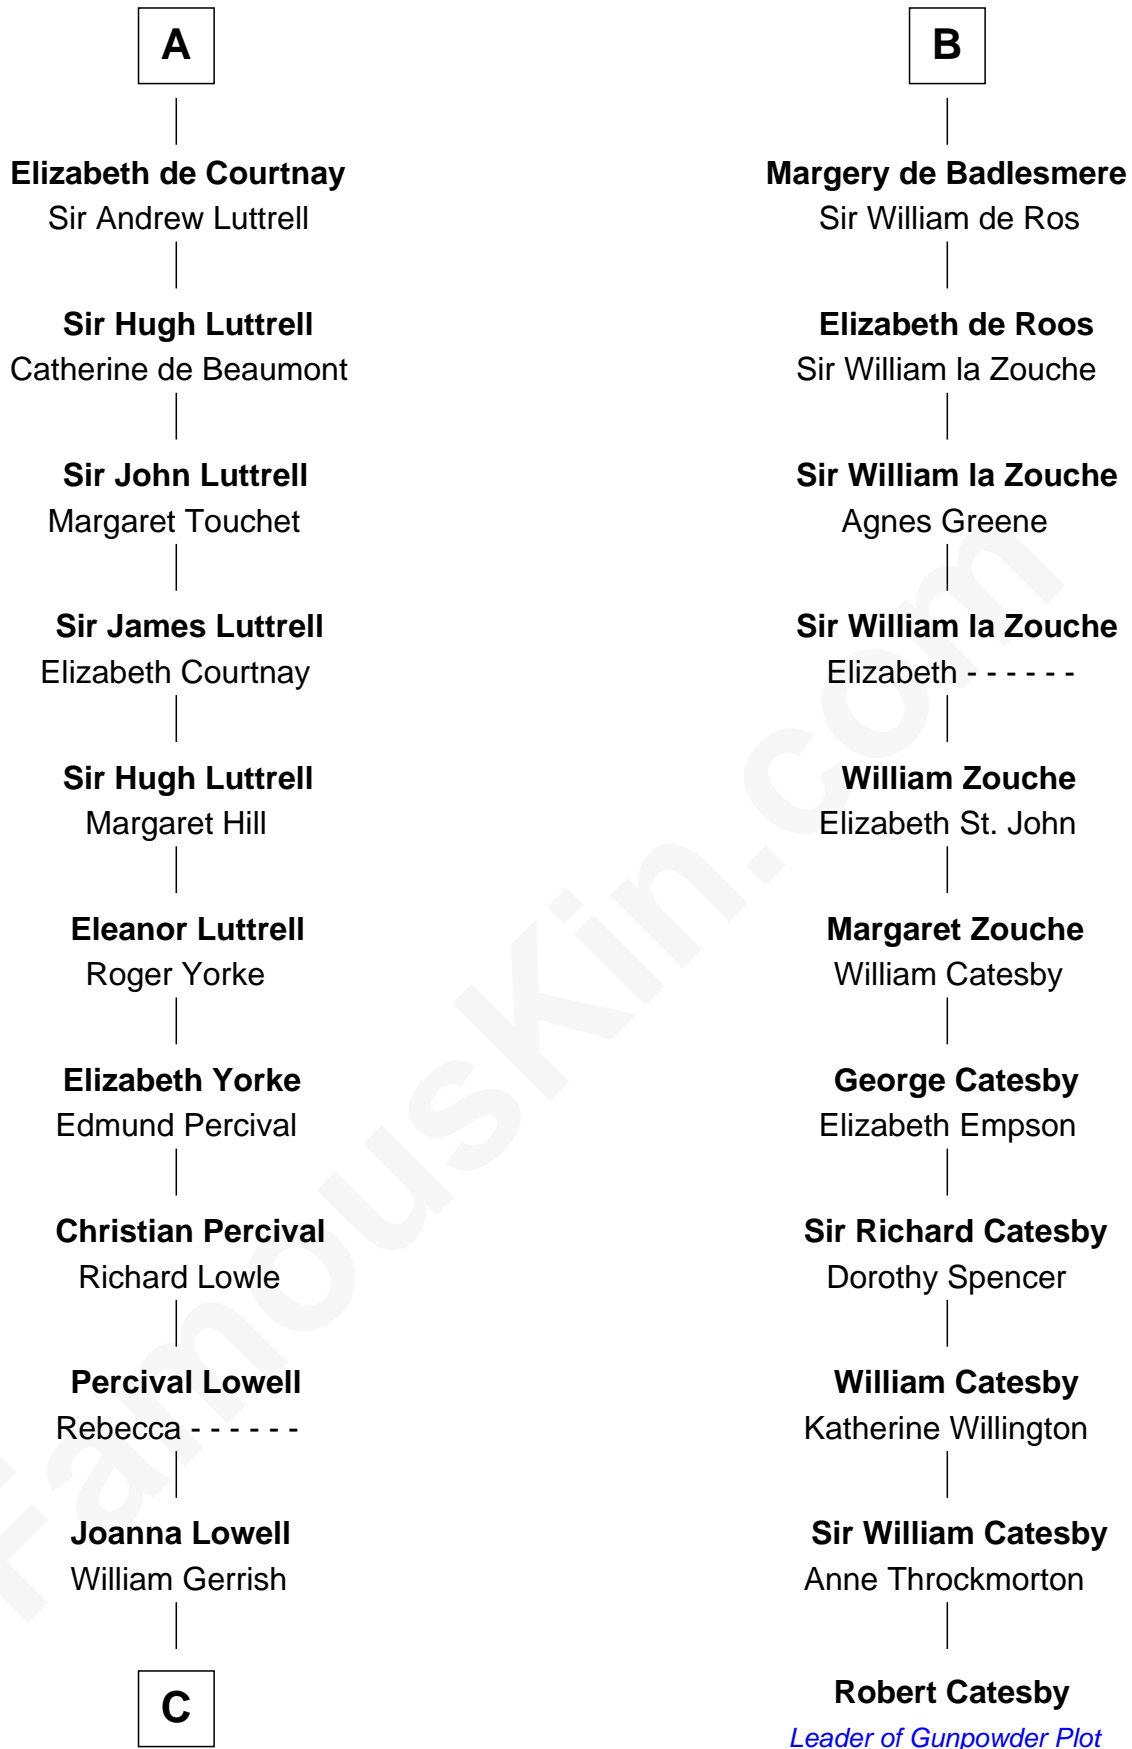 A
Elizabeth de Courtnay
Sir Andrew Luttrell
Sir Hugh Luttrell
Catherine de Beaumont
Sir John Luttrell
Margaret Touchet
Sir James Luttrell
Elizabeth Courtnay
Sir Hugh Luttrell
Margaret Hill
Eleanor Luttrell
Roger Yorke
Elizabeth Yorke
Edmund Percival
Christian Percival
Richard Lowle
Percival Lowell
Rebecca - - - - - -
Joanna Lowell
William Gerrish
C
B
Margery de Badlesmere
Sir William de Ros
Elizabeth de Roos
Sir William la Zouche
Sir William la Zouche
Agnes Greene
Sir William la Zouche
Elizabeth - - - - - -
William Zouche
Elizabeth St. John
Margaret Zouche
William Catesby
George Catesby
Elizabeth Empson
Sir Richard Catesby
Dorothy Spencer
William Catesby
Katherine Willington
Sir William Catesby
Anne Throckmorton
Robert Catesby
Leader of Gunpowder Plot
FamousKin.com